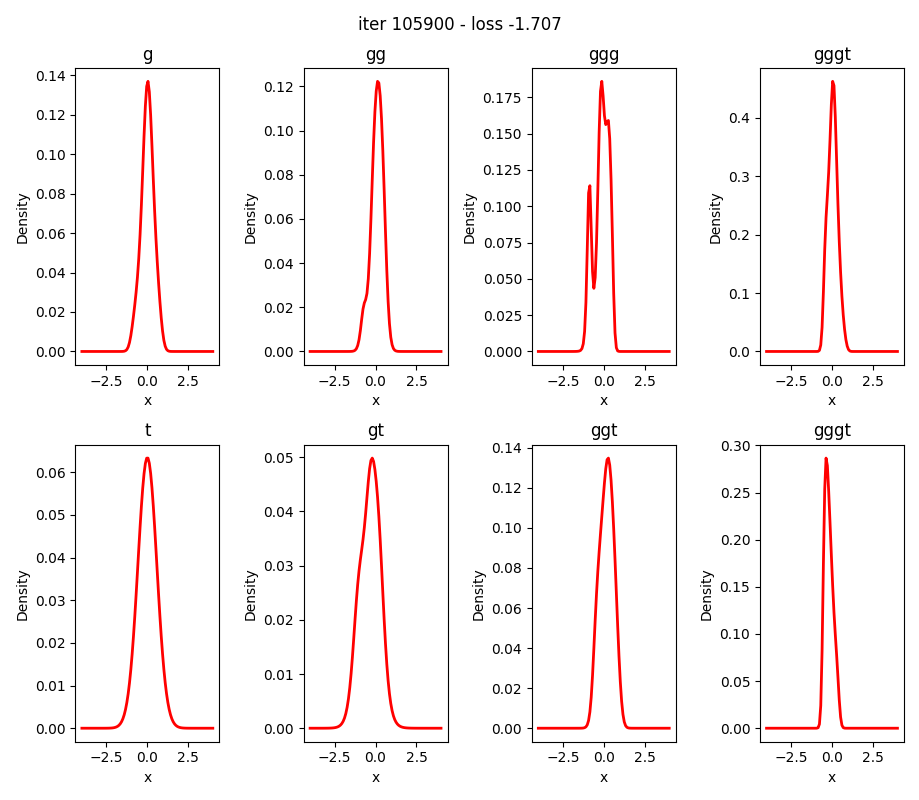 iter 105900 - loss -1.707
g
gg
ggg
gggt
0.14
0.12
0.10
0.08
0.06
0.04
0.02
0.00
Density
−2.5 0.0 2.5
x
0.12
0.10
0.08
0.06
0.04
0.02
0.00
Density
−2.5 0.0 2.5
x
0.175
0.150
0.125
0.100
0.075
0.050
0.025
0.000
Density
−2.5 0.0 2.5
x
0.4
0.3
0.2
0.1
0.0
Density
−2.5 0.0 2.5
x
t
gt
ggt
gggt
0.06
0.05
0.04
0.03
0.02
0.01
0.00
Density
−2.5 0.0 2.5
x
0.05
0.04
0.03
0.02
0.01
0.00
Density
−2.5 0.0 2.5
x
0.14
0.12
0.10
0.08
0.06
0.04
0.02
0.00
Density
−2.5 0.0 2.5
x
0.30
0.25
0.20
0.15
0.10
0.05
0.00
Density
−2.5 0.0 2.5
x